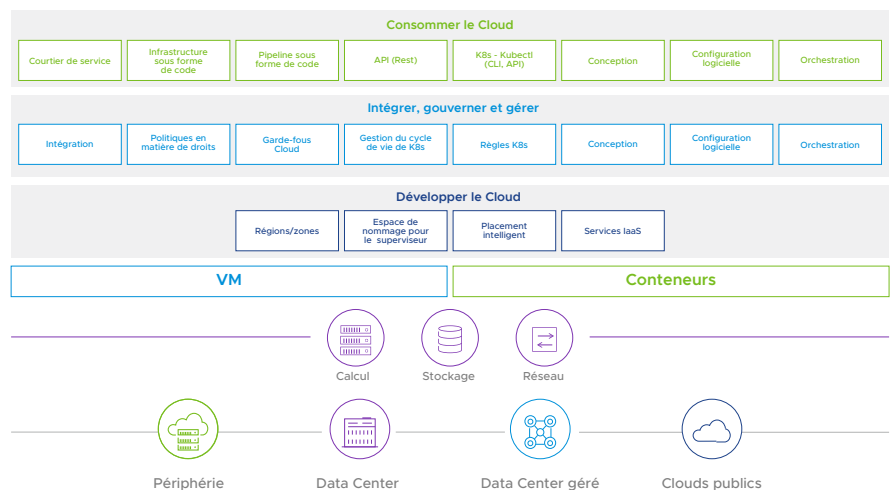 Consommer le Cloud
Courtier de service
Infrastructure
sous forme
de code
Pipeline sous
forme de code
API (Rest)
K8s - Kubectl
(CLI, API)
Conception
Configuration
logicielle
Orchestration
Intégrer, gouverner et gérer
Intégration
Politiques en
matière de droits
Garde-fous
Cloud
Gestion du cycle
de vie de K8s
Règles K8s
Conception
Configuration
logicielle
Orchestration
Développer le Cloud
Régions/zones
Espace de
nommage pour
le superviseur
Placement
intelligent
Services IaaS
VM
Conteneurs
Calcul
Stockage
Réseau
Périphérie
Data Center
Data Center géré
Clouds publics